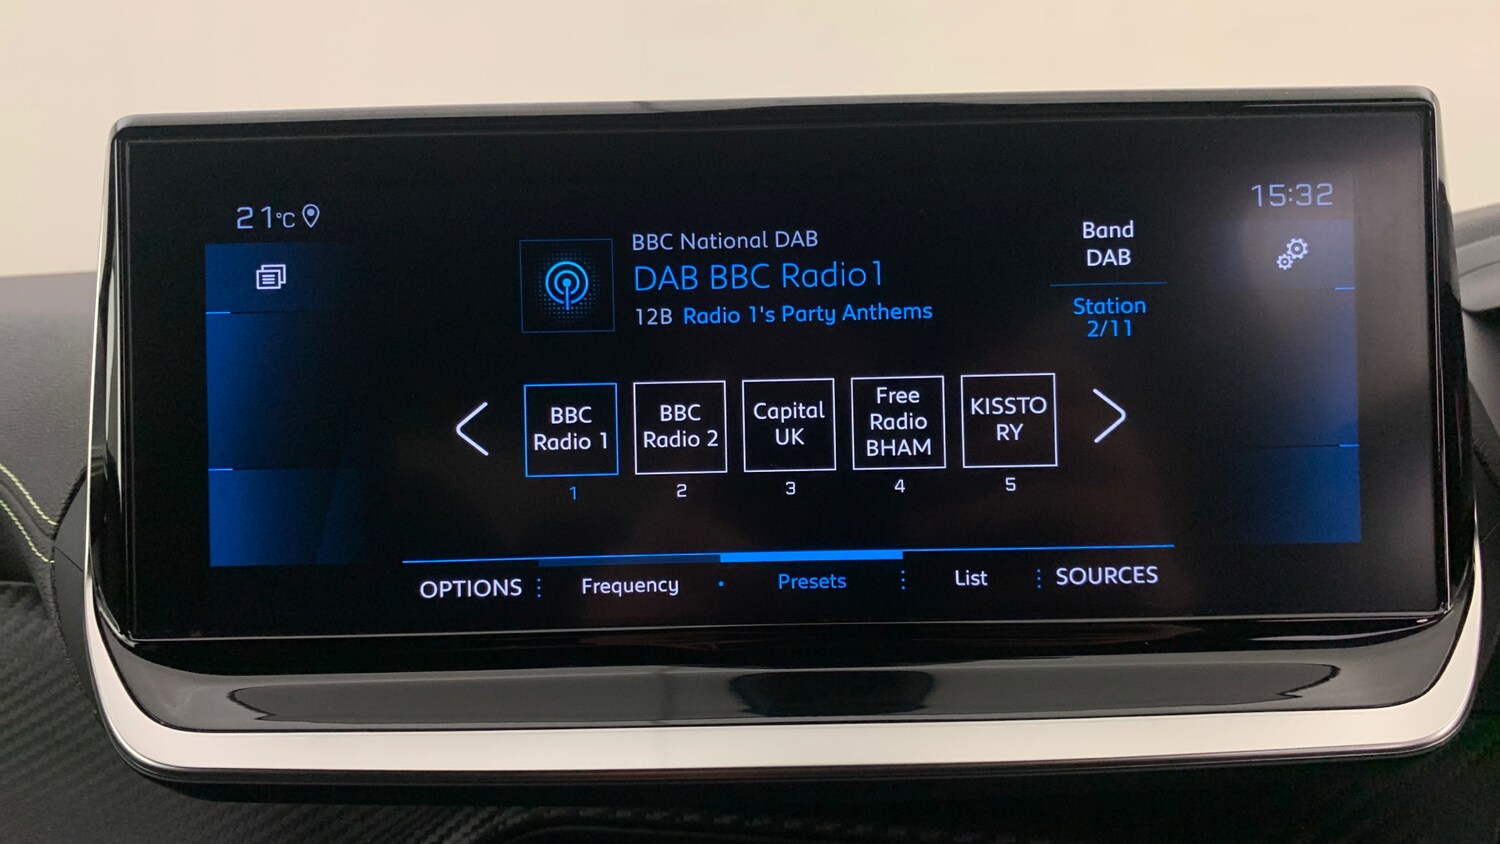 21°C
15:32
BBC National DAB
DAB BBC Radio1
12B Radio 1's Party Anthems
Band
DAB
Station
2/11
BBC
Radio 1
1
BBC
Radio 2
2
Capital
UK
3
Free
Radio
BHAM
4
KISSTO
RY
5
OPTIONS
Frequency
Presets
List
SOURCES